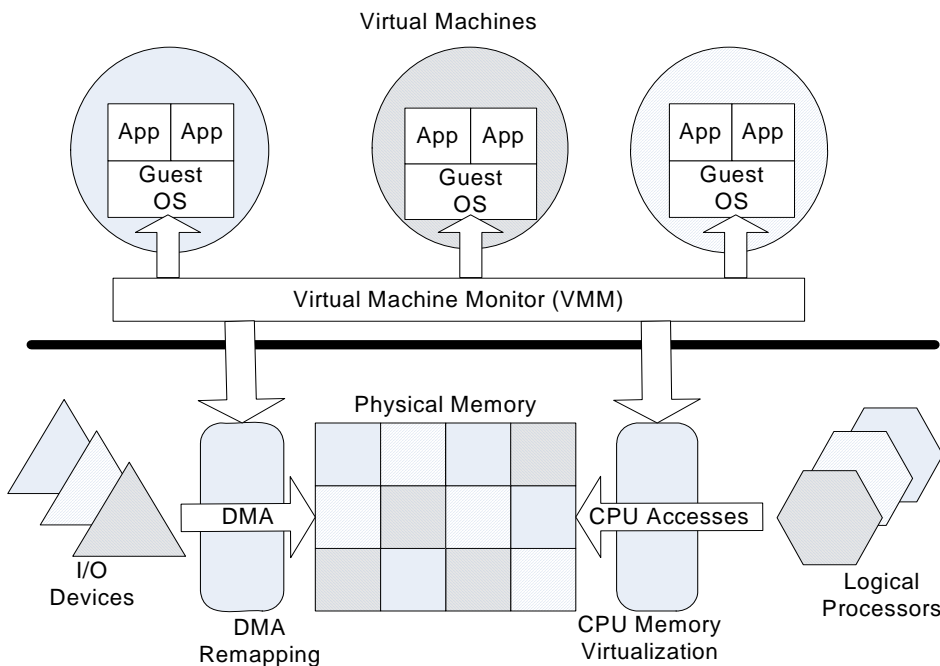 Virtual Machines
App App
Guest
OS
App App
Guest
OS
App App
Guest
OS
Virtual Machine Monitor (VMM)
Physical Memory
DMA
CPU Accesses
I/O
Devices
DMA
Remapping
CPU Memory
Virtualization
Logical
Processors